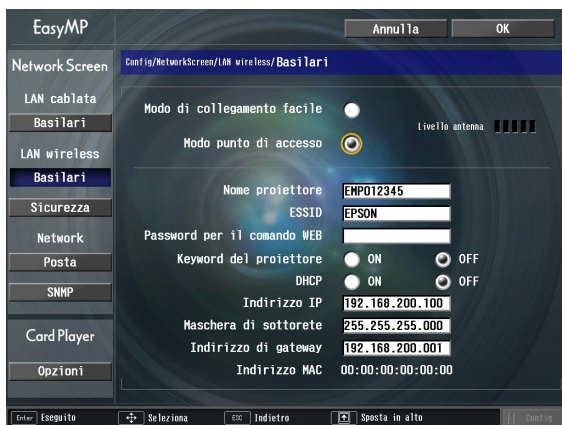 EasyMP
Annulla
OK
Network Screen
Config/NetworkScreen/LAN wireless/Basilari
LAN cablata
Basilari
LAN wireless
Basilari
Sicurezza
Network
Posta
SNMP
Card Player
Opzioni
Modo di collegamento facile
Livello antenna
Modo punto di accesso
Nome proiettore EMP012345
ESSID EPSON
Password per il comando WEB
Keyword del proiettore ON OFF
DHCP ON OFF
Indirizzo IP 192.168.200.100
Maschera di sottorete 255.255.255.000
Indirizzo di gateway 192.168.200.001
Indirizzo MAC 00:00:00:00:00:00
Enter Eseguito Seleziona ESC Indietro Sposta in alto Config